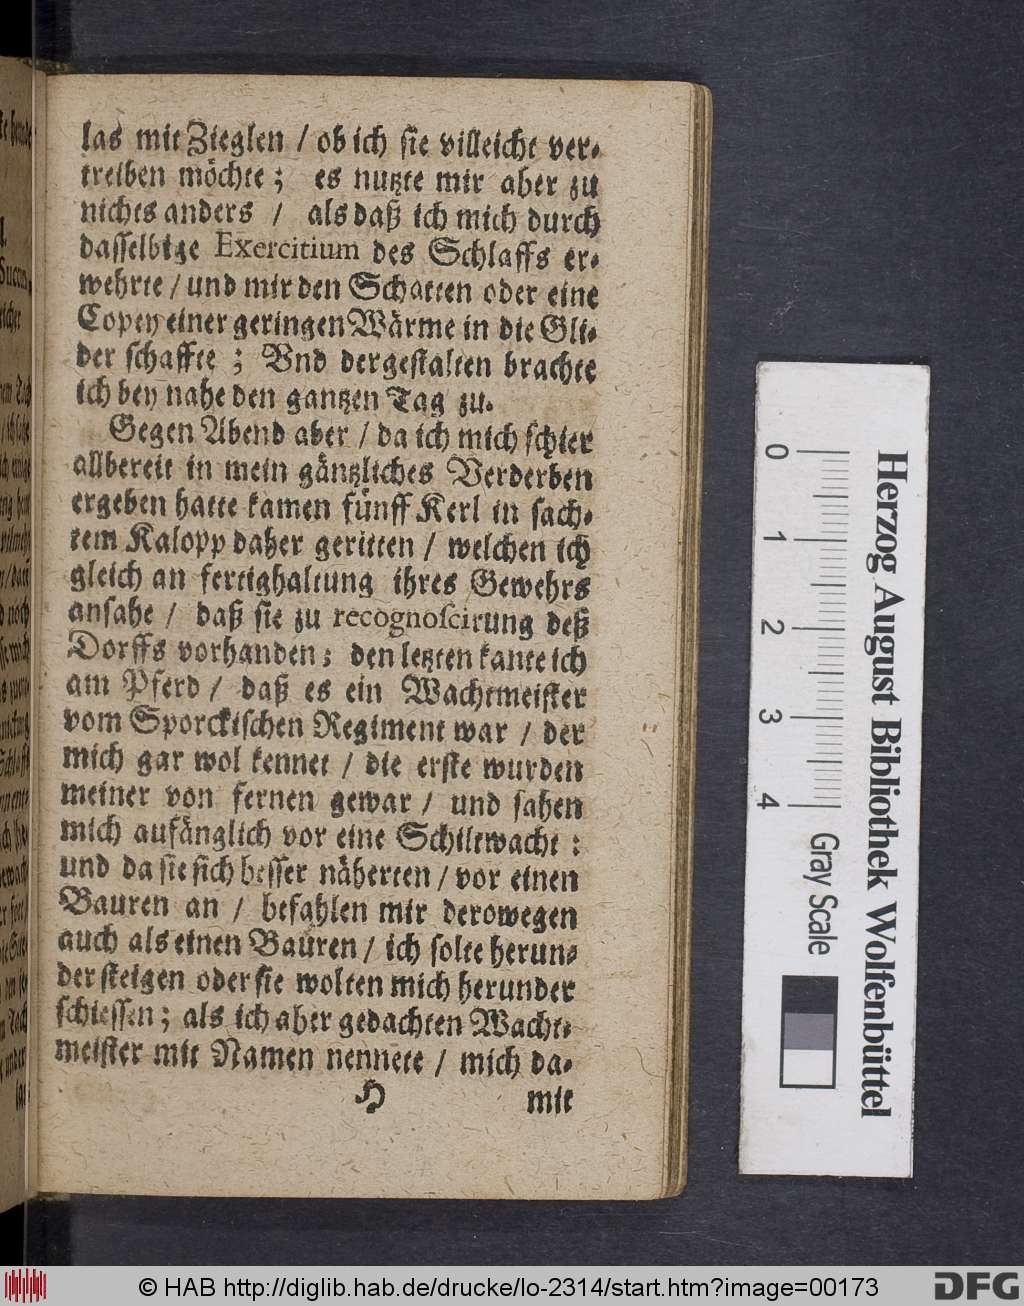 las mit Zieglen / ob ich sie villeicht ver-
treiben möchte; es nutzte mir aber zu
nichts anders / als daß ich mich durch
dasselbige Exercitium des Schlaffs er-
wehrte / und mir den Schatten oder eine
Copey einer geringen Wärme in die Gli-
der schaffte; Vnd dergestalten brachte
ich bey nahe den gantzen Tag zu.
Gegen Abend aber / da ich mich schier
allbereit in mein gäntzliches Verderben
ergeben hatte kamen fünff Kerl in sach-
tem Kalopp daher geritten / welchen ich
gleich an fertighaltung ihres Gewehrs
ansahe / daß sie zu recognoscirung deß
Dorffs vorhanden; den letzten kante ich
am Pferd / daß es ein Wachtmeister
vom Sporckischen Regiment war / der
mich gar wol kennet / die erste wurden
meiner von fernen gewar / und sahen
mich aufänglich vor eine Schiltwacht:
und da sie sich besser näherten / vor einen
Bauren an / befahlen mir derowegen
auch als einen Bauren / ich solte herun-
der steigen oder sie wolten mich herunder
schiessen; als ich aber gedachten Wacht-
meister mit Namen nennete / mich da-
H mit
0 1 2 3 4
Gray Scale
Herzog August Bibliothek Wolfenbüttel
© HAB http://diglib.hab.de/drucke/lo-2314/start.htm?image=00173
DFG